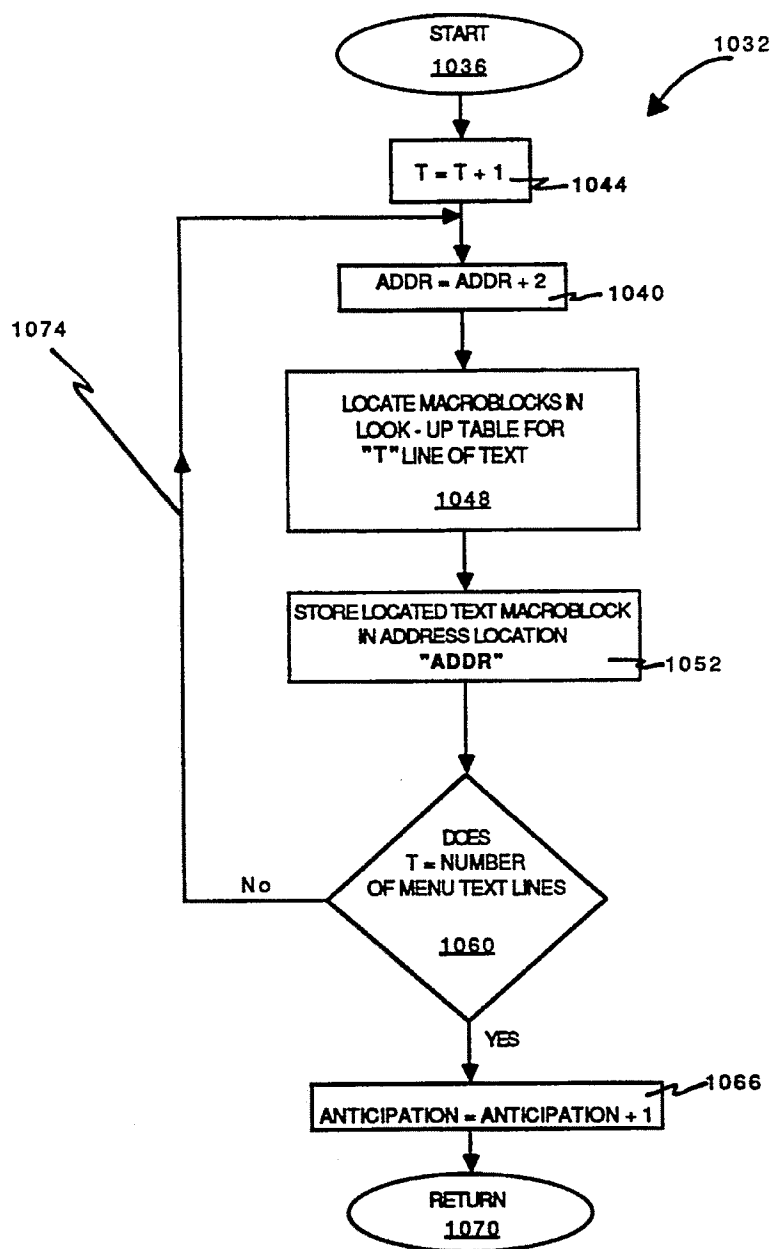 START
1036
1032
T = T + 1
1044
ADDR = ADDR + 2
1040
1074
LOCATE MACROBLOCKS IN
LOOK - UP TABLE FOR
"T" LINE OF TEXT
1048
STORE LOCATED TEXT MACROBLOCK
IN ADDRESS LOCATION
"ADDR"
1052
DOES
T = NUMBER
OF MENU TEXT LINES
No
1060
YES
1066
ANTICIPATION = ANTICIPATION + 1
RETURN
1070